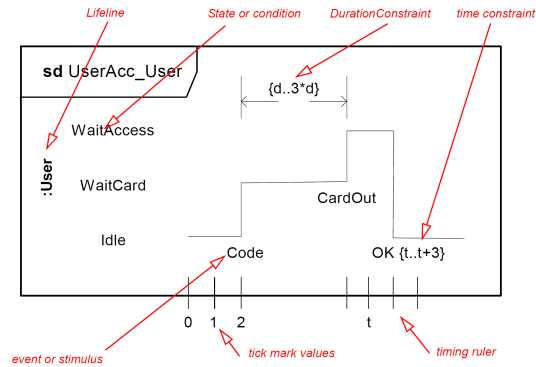 Lifeline
State or condition
DurationConstraint
time constraint
sd UserAcc_User
{d..3*d}
WaitAccess
:User
WaitCard
CardOut
Idle
Code
OK {t..t+3}
0 1 2 t
event or stimulus
tick mark values
timing ruler